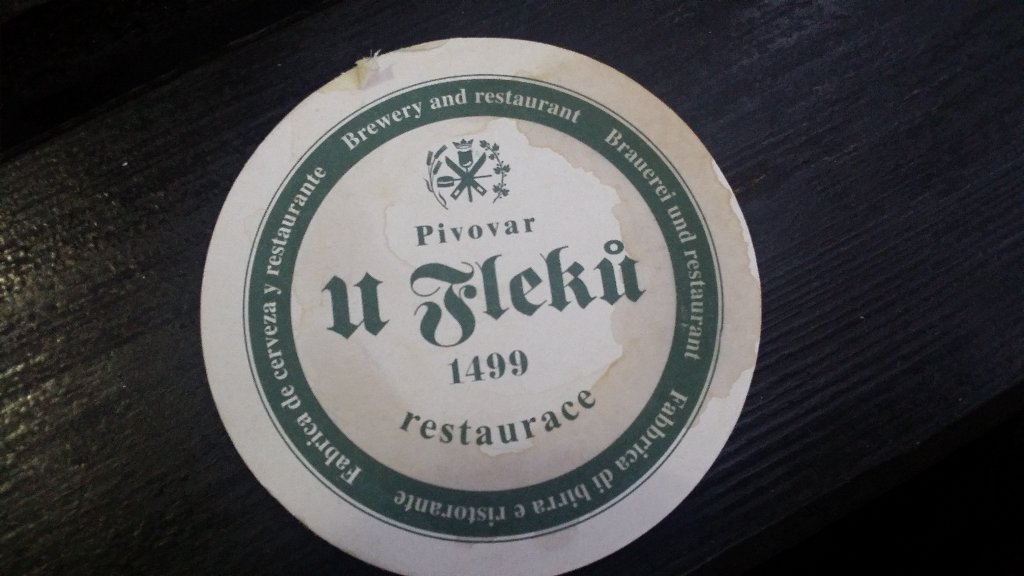 Brewery and restaurant
Brauerei und restaurant
Fabbrica di birra e ristorante
Fabrica de cerveza y restaurante
Pivovar
U Fleků
1499
restaurace